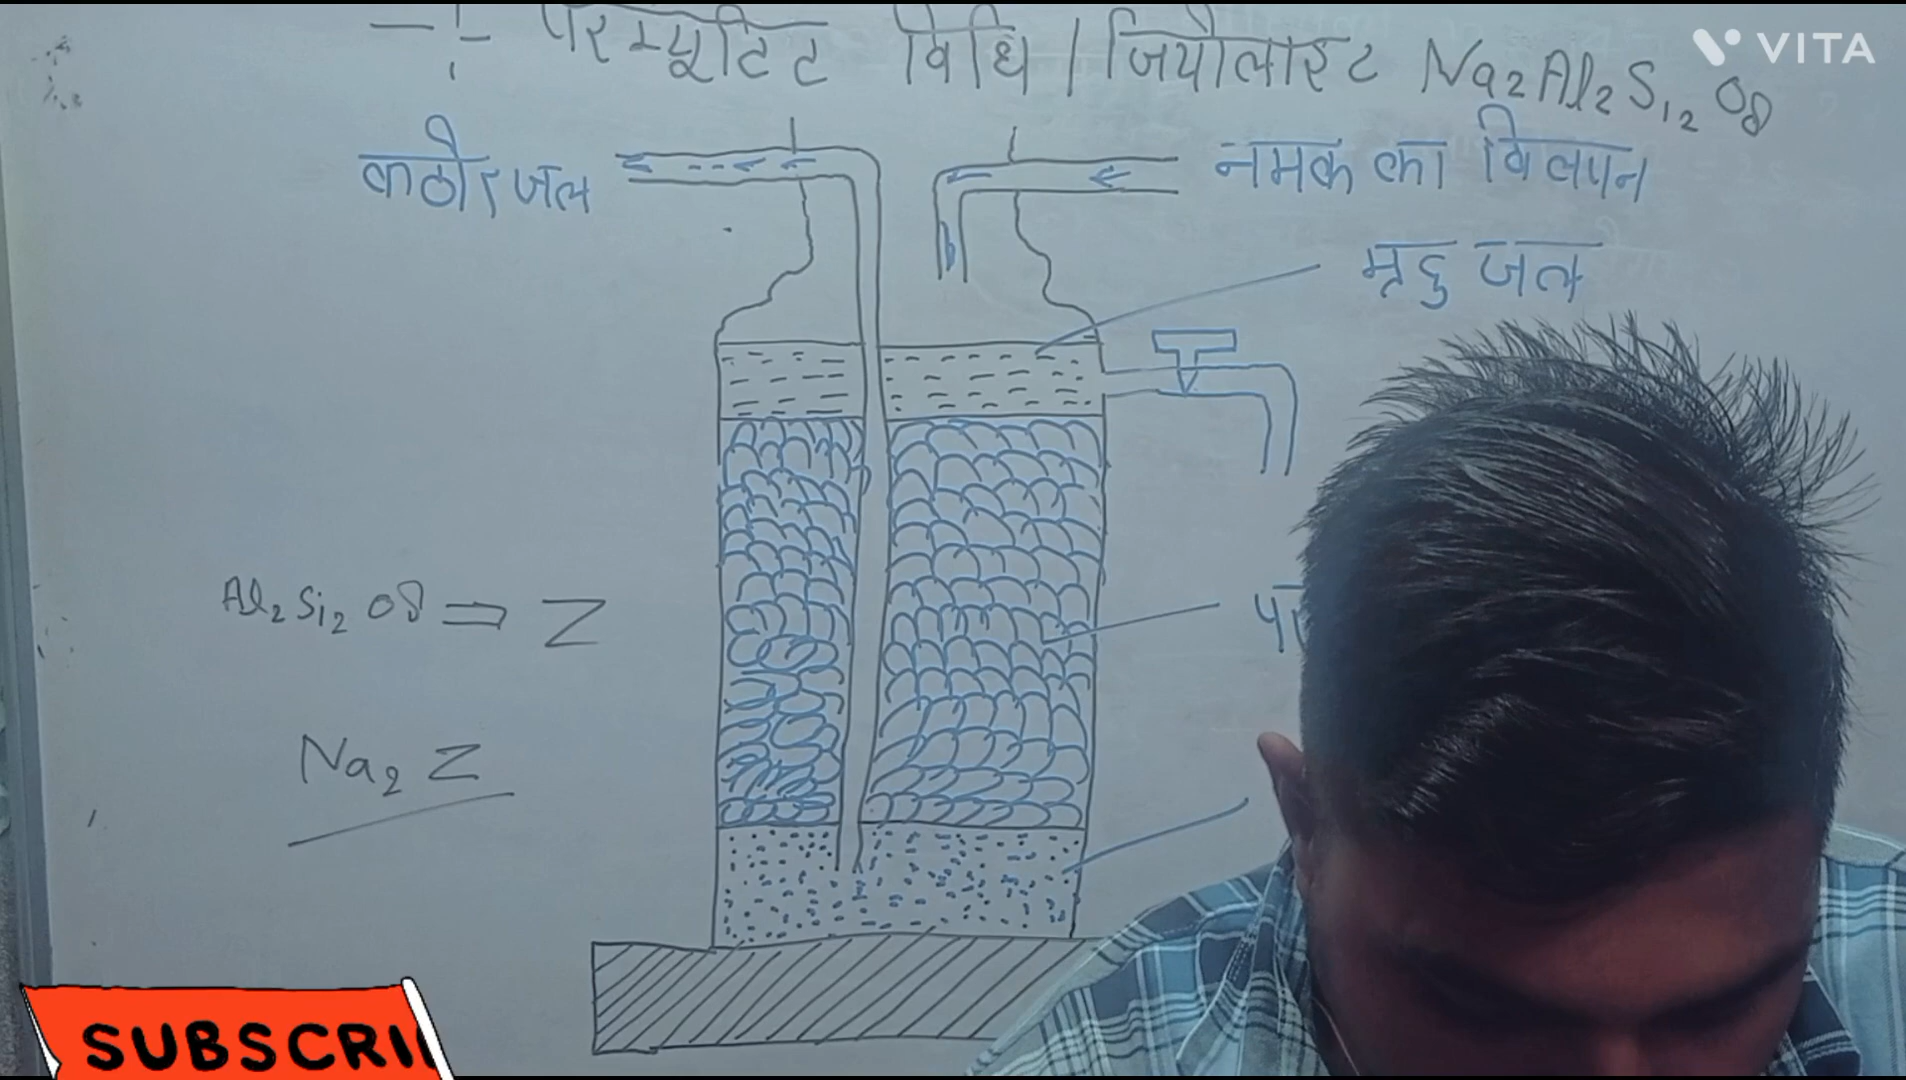 -:- परम्यूटिट विधि / जियोलाइट Na2Al2Si2O8
VITA
कठोर जल
नमक का विलयन
मृदु जल
Al2Si2O8 = Z
Na2Z
SUBSCRI